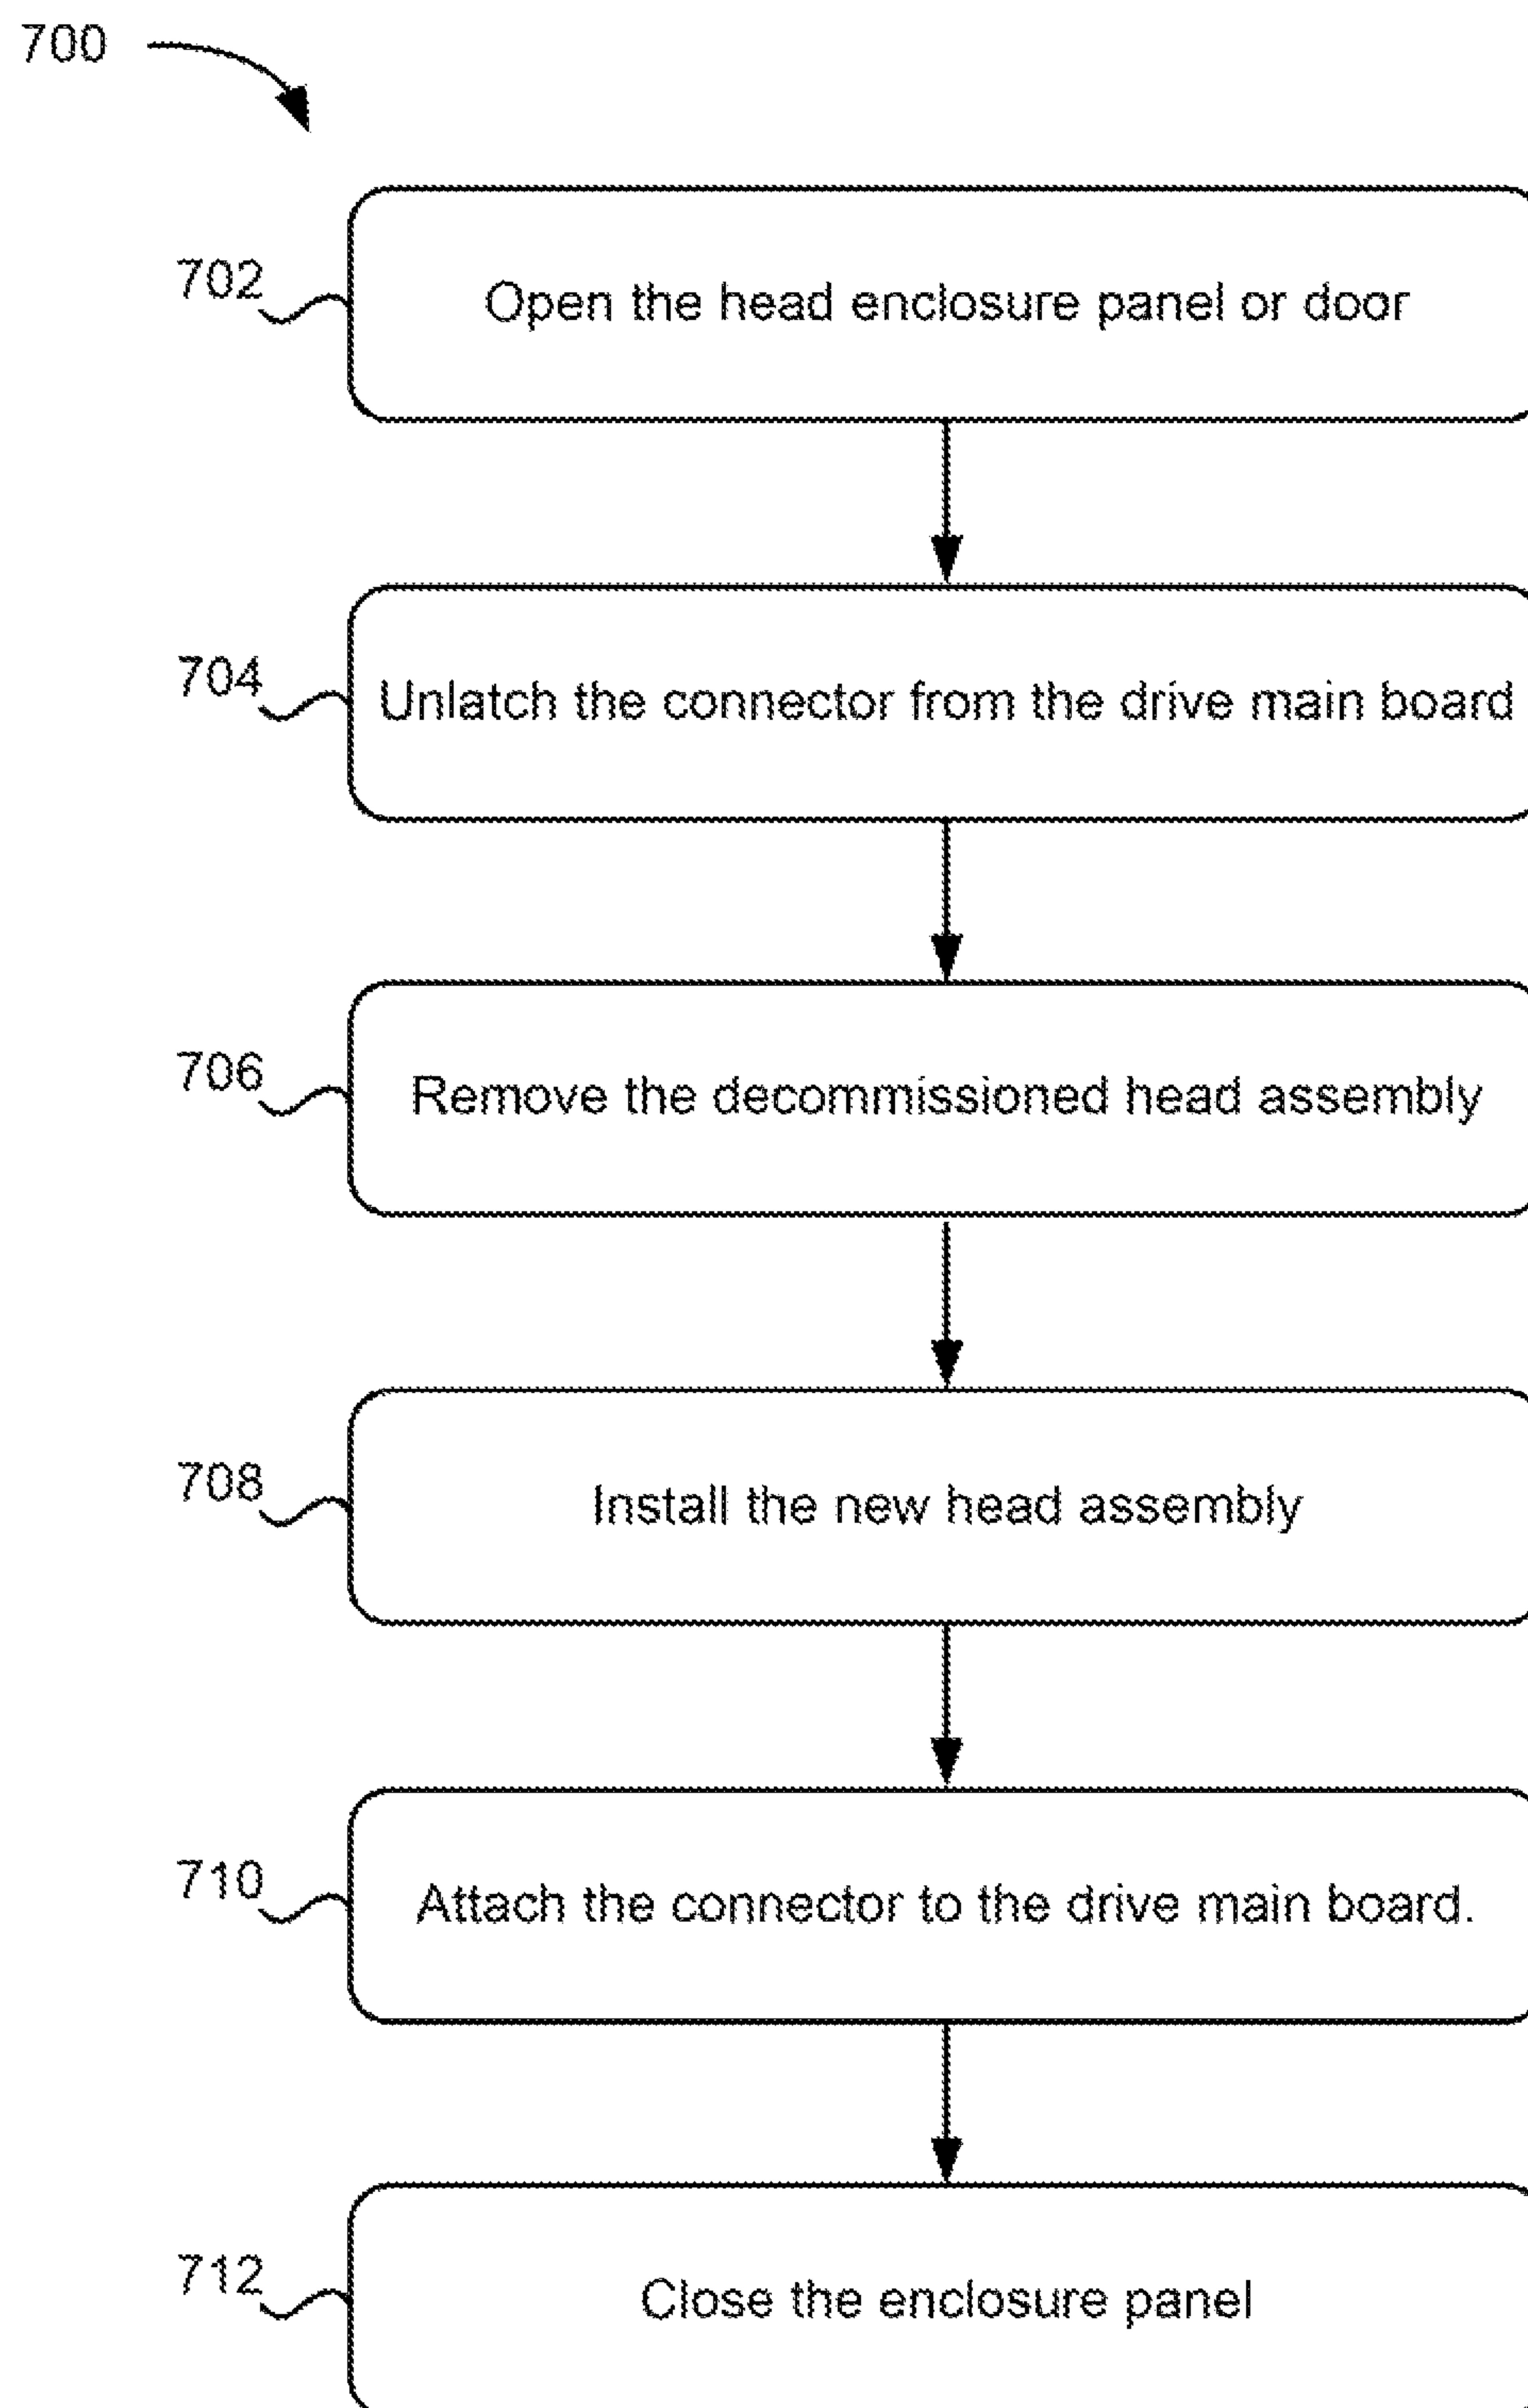 700
702
Open the head enclosure panel or door
704
Unlatch the connector from the drive main board
706
Remove the decommissioned head assembly
708
Install the new head assembly
710
Attach the connector to the drive main board.
712
Close the enclosure panel